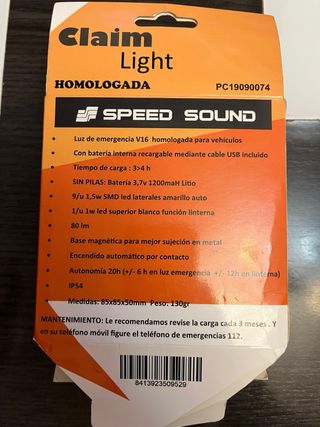 Claim
Light
HOMOLOGADA
PC19090074
SPEED SOUND
• Luz de emergencia V16 homologada para vehículos
• Con batería interna recargable mediante cable USB incluido
• Tiempo de carga : 3>4 h
• SIN PILAS: Batería 3,7v 1200maH Litio
• 9/u 1,5w SMD led laterales amarillo auto
• 1/u 1w led superior blanco función linterna
• 80 lm
• Base magnética para mejor sujeción en metal
• Encendido automático por contacto
• Autonomía 20h (+/- 6 h en luz emergencia +/- 12h en linterna)
• IP54
• Medidas: 85x85x50mm Peso: 130gr
MANTENIMIENTO: Le recomendamos revise la carga cada 3 meses . Y
en su teléfono móvil figure el teléfono de emergencias 112.
8413923509529